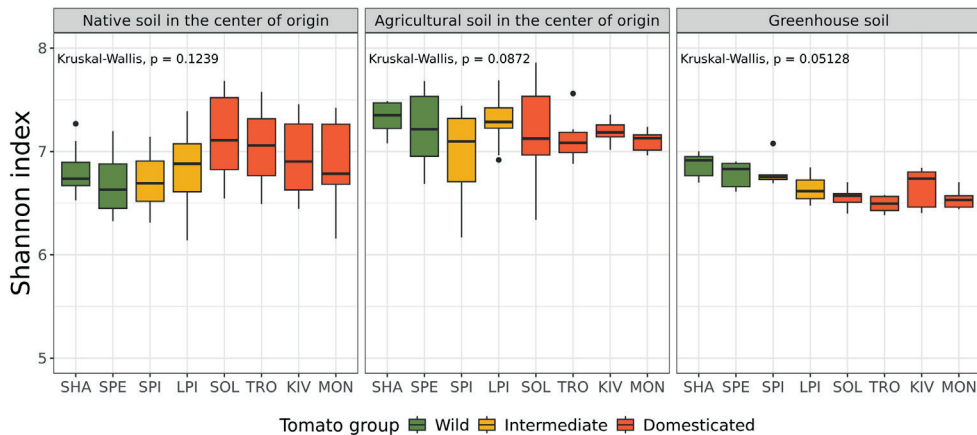 Native soil in the center of origin
Agricultural soil in the center of origin
Greenhouse soil
Kruskal-Wallis, p = 0.1239
Kruskal-Wallis, p = 0.0872
Kruskal-Wallis, p = 0.05128
Shannon index
8
7
6
5
SHA SPE SPI LPI SOL TRO KIV MON
SHA SPE SPI LPI SOL TRO KIV MON
SHA SPE SPI LPI SOL TRO KIV MON
Tomato group Wild Intermediate Domesticated